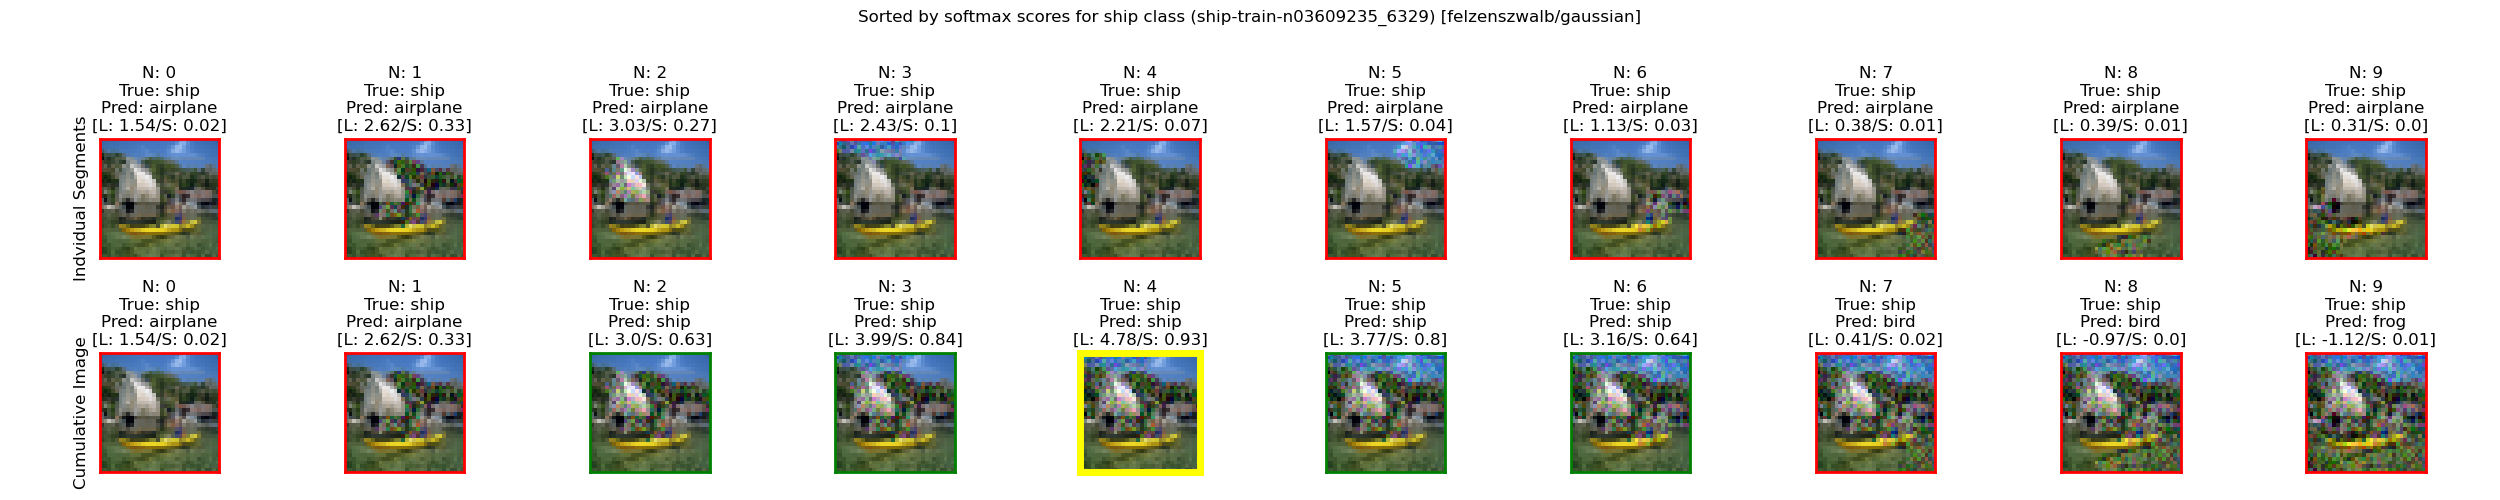 Sorted by softmax scores for ship class (ship-train-n03609235_6329) [felzenszwalb/gaussian]
Indvidual Segments
N: 0
True: ship
Pred: airplane
[L: 1.54/S: 0.02]
N: 1
True: ship
Pred: airplane
[L: 2.62/S: 0.33]
N: 2
True: ship
Pred: airplane
[L: 3.03/S: 0.27]
N: 3
True: ship
Pred: airplane
[L: 2.43/S: 0.1]
N: 4
True: ship
Pred: airplane
[L: 2.21/S: 0.07]
N: 5
True: ship
Pred: airplane
[L: 1.57/S: 0.04]
N: 6
True: ship
Pred: airplane
[L: 1.13/S: 0.03]
N: 7
True: ship
Pred: airplane
[L: 0.38/S: 0.01]
N: 8
True: ship
Pred: airplane
[L: 0.39/S: 0.01]
N: 9
True: ship
Pred: airplane
[L: 0.31/S: 0.0]
Cumulative Image
N: 0
True: ship
Pred: airplane
[L: 1.54/S: 0.02]
N: 1
True: ship
Pred: airplane
[L: 2.62/S: 0.33]
N: 2
True: ship
Pred: ship
[L: 3.0/S: 0.63]
N: 3
True: ship
Pred: ship
[L: 3.99/S: 0.84]
N: 4
True: ship
Pred: ship
[L: 4.78/S: 0.93]
N: 5
True: ship
Pred: ship
[L: 3.77/S: 0.8]
N: 6
True: ship
Pred: ship
[L: 3.16/S: 0.64]
N: 7
True: ship
Pred: bird
[L: 0.41/S: 0.02]
N: 8
True: ship
Pred: bird
[L: -0.97/S: 0.0]
N: 9
True: ship
Pred: frog
[L: -1.12/S: 0.01]